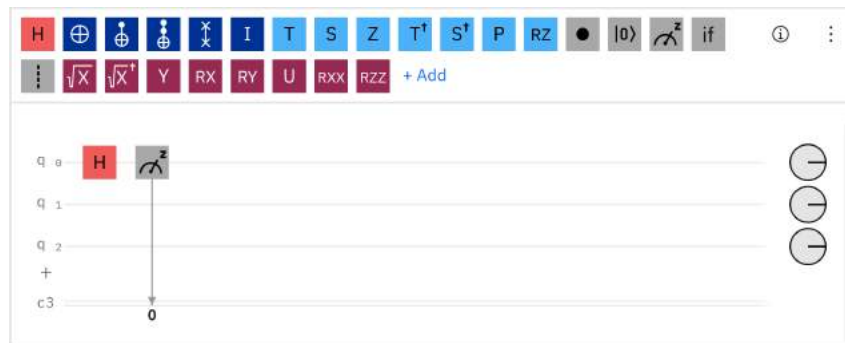 H I T S Z T† S† P RZ |0⟩ z if i
√X √X† Y RX RY U RXX RZZ + Add
q 0 H z
q 1
q 2
+
c3
0